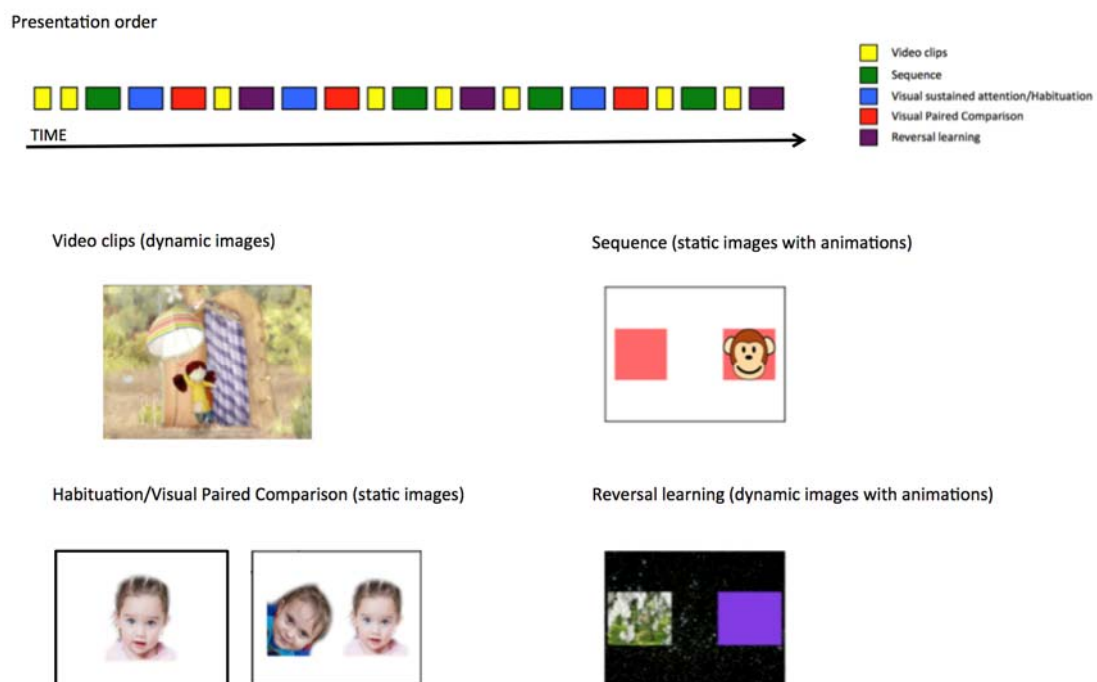 Presentation order
Video clips
Sequence
Visual sustained attention/Habituation
Visual Paired Comparison
Reversal learning
TIME
Video clips (dynamic images)
Sequence (static images with animations)
Habituation/Visual Paired Comparison (static images)
Reversal learning (dynamic images with animations)